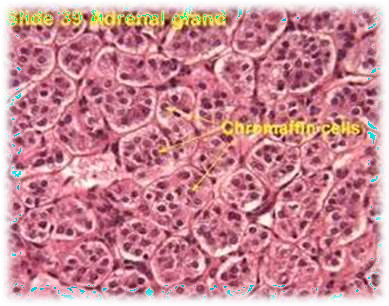 Slide 39 Adrenal gland
Chromaffin cells